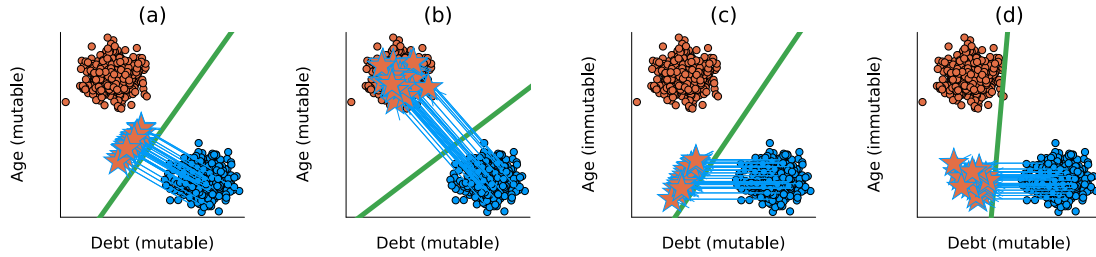 (a)
Age (mutable)
Debt (mutable)
(b)
Age (mutable)
Debt (mutable)
(c)
Age (immutable)
Debt (mutable)
(d)
Age (immutable)
Debt (mutable)